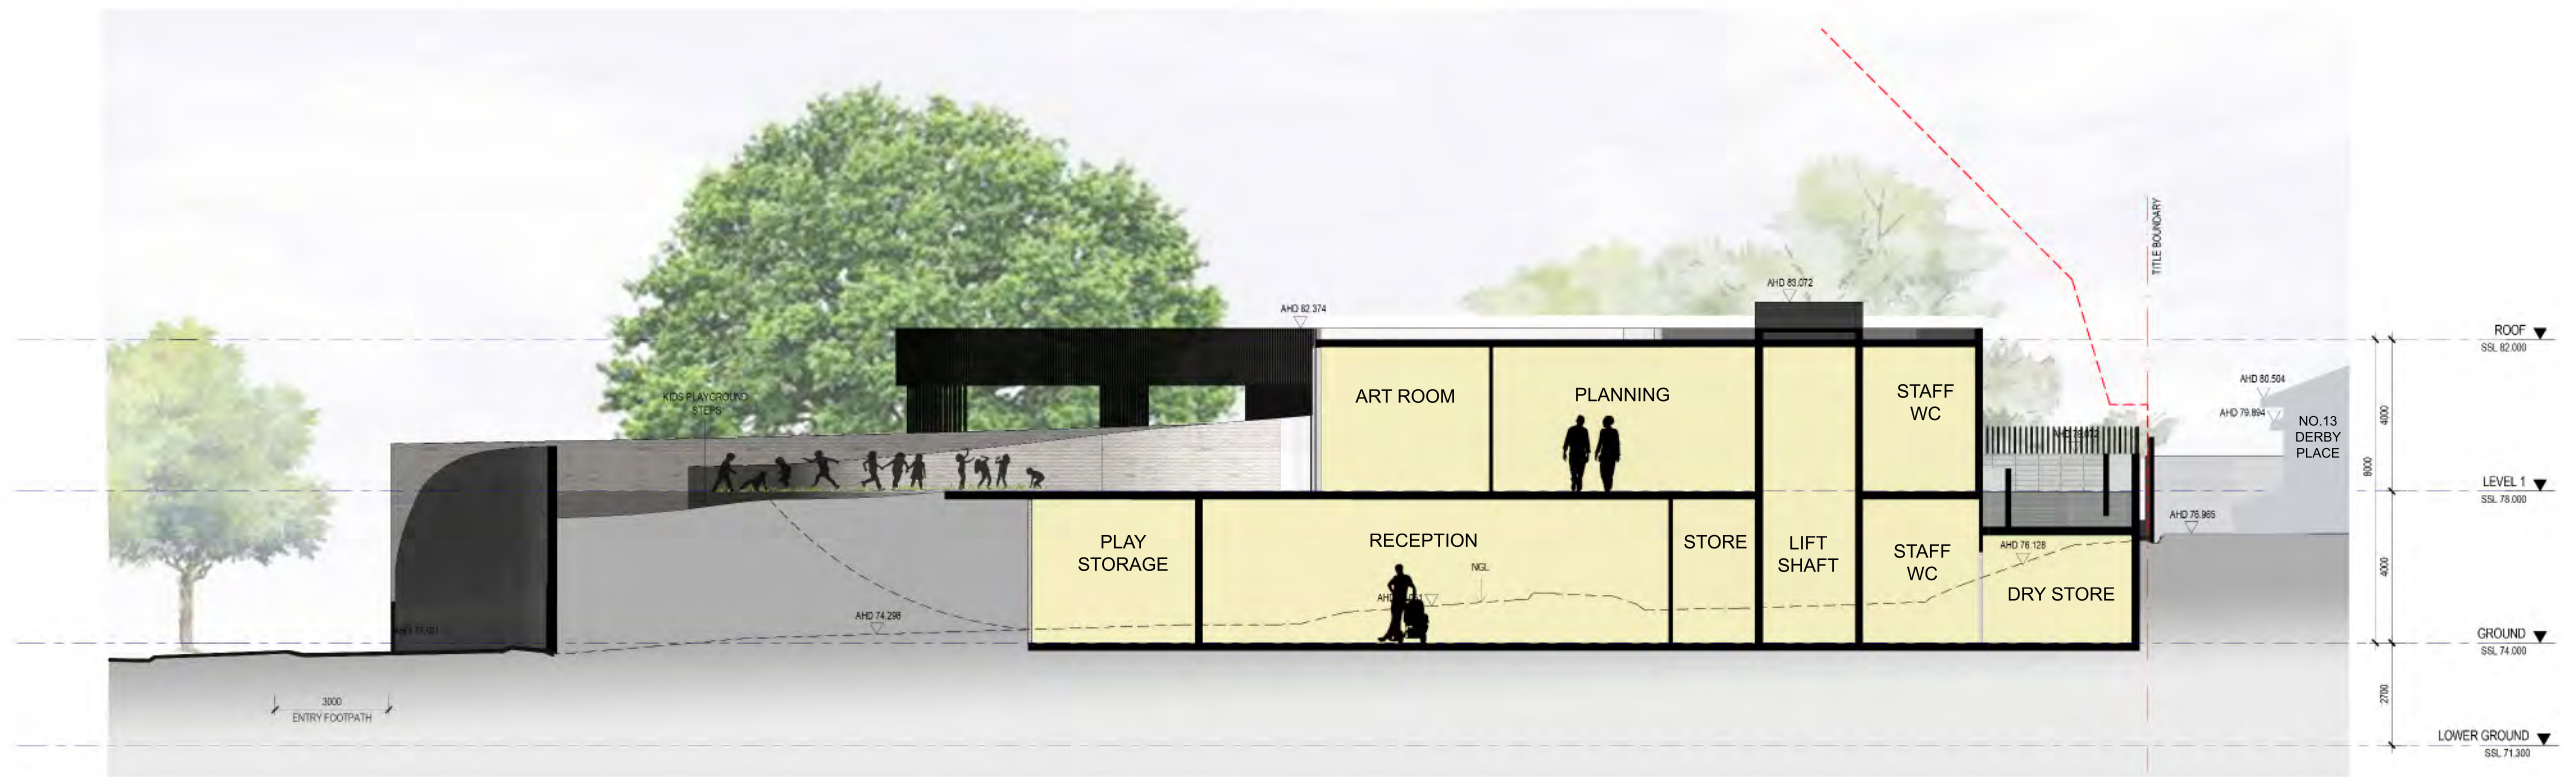 AHD 83.072
TITLE BOUNDARY
AHD 82.374
ROOF
SSL 82.000
KIDS PLAYGROUND
STEPS
ART ROOM
PLANNING
STAFF
WC
AHD 80.504
AHD 79.894
NO.13
DERBY
PLACE
4000
8000
LEVEL 1
SSL 78.000
AHD 76.965
PLAY
STORAGE
RECEPTION
STORE
LIFT
SHAFT
STAFF
WC
AHD 76.128
NGL
DRY STORE
4000
AHD 74.298
GROUND
SSL 74.000
3000
ENTRY FOOTPATH
2700
LOWER GROUND
SSL 71.300